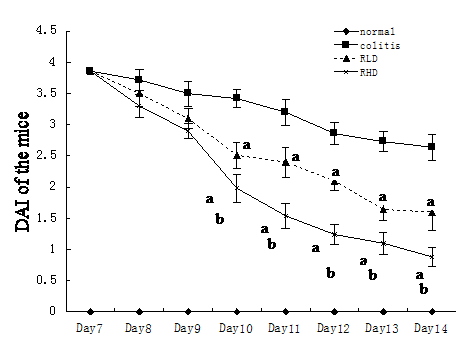 DAI of the mice
4.5
4
3.5
3
2.5
2
1.5
1
0.5
0
normal
colitis
RLD
RHD
a
a
a
a
a
a
b
a
b
a
b
a
b
a
b
Day7 Day8 Day9 Day10 Day11 Day12 Day13 Day14